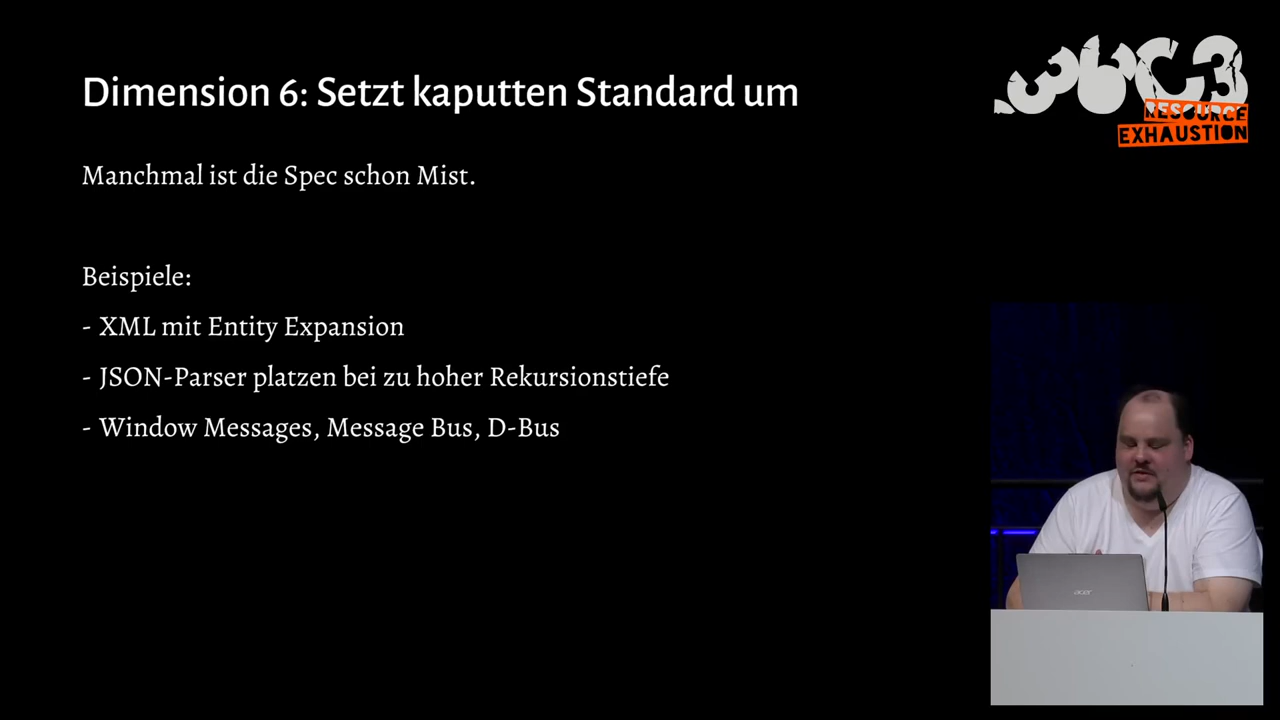 Dimension 6: Setzt kaputten Standard um
36C3
RESOURCE
EXHAUSTION
Manchmal ist die Spec schon Mist.
Beispiele:
- XML mit Entity Expansion
- JSON-Parser platzen bei zu hoher Rekursionstiefe
- Window Messages, Message Bus, D-Bus
acer